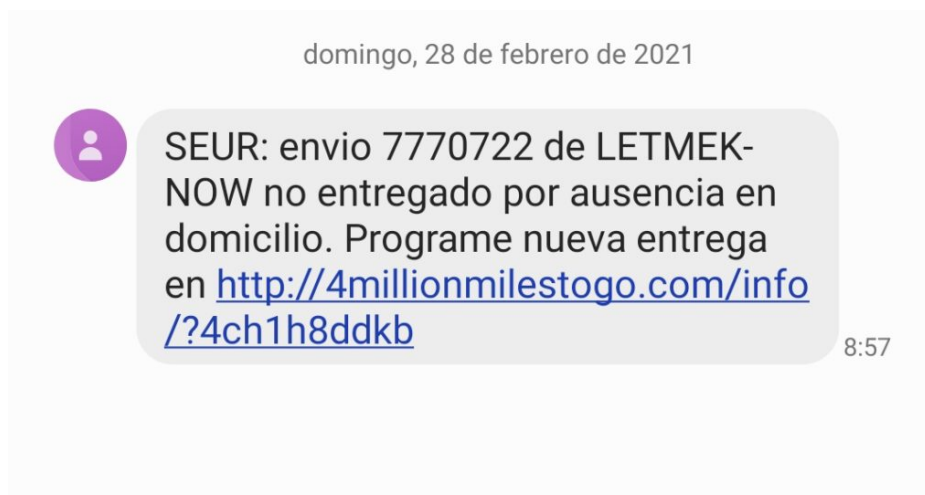 domingo, 28 de febrero de 2021
SEUR: envio 7770722 de LETMEK-
NOW no entregado por ausencia en
domicilio. Programe nueva entrega
en http://4millionmilestogo.com/info
/?4ch1h8ddkb
8:57